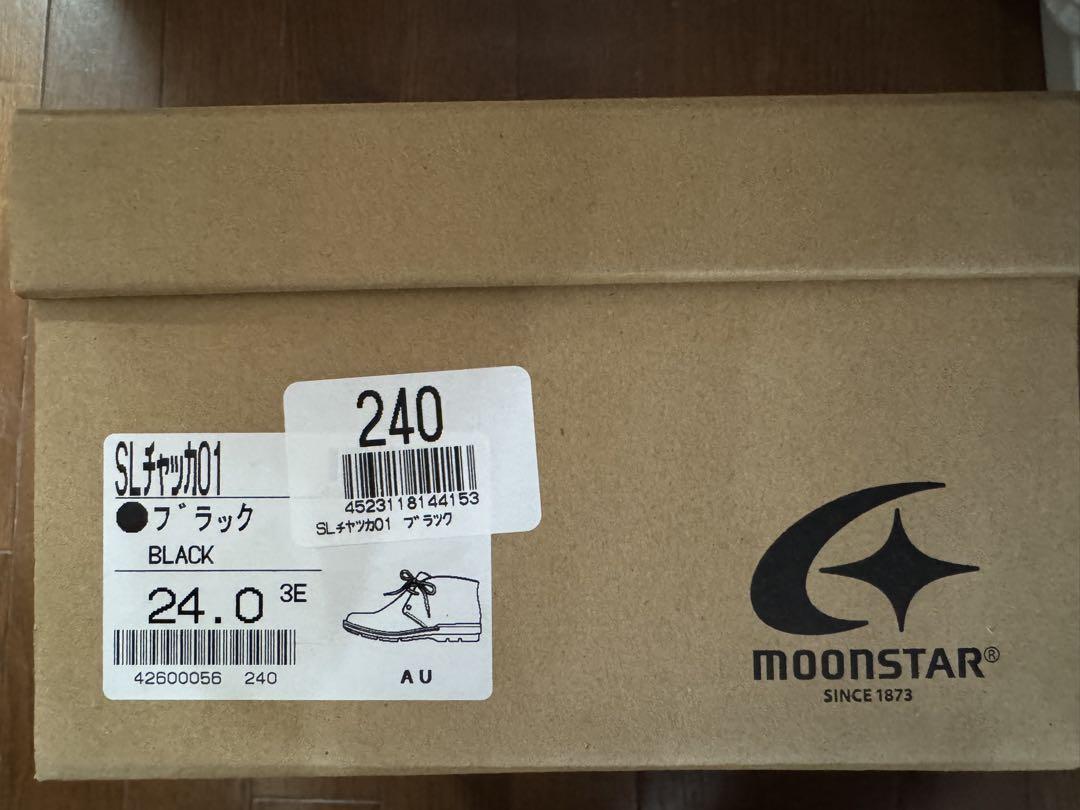 240
4523118144153
SLチャッカ01 ブラック
SLチャッカ01
●ブラック
BLACK
24.0 3E
42600056 240
AU
MOONSTAR®
SINCE 1873